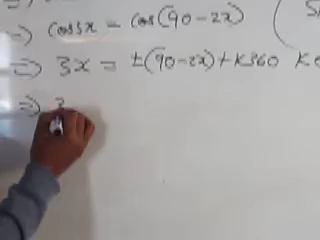 ⇒ cos3x = cos(90-2x)
⇒ 3x = ±(90-2x)+k360 k
⇒ 3